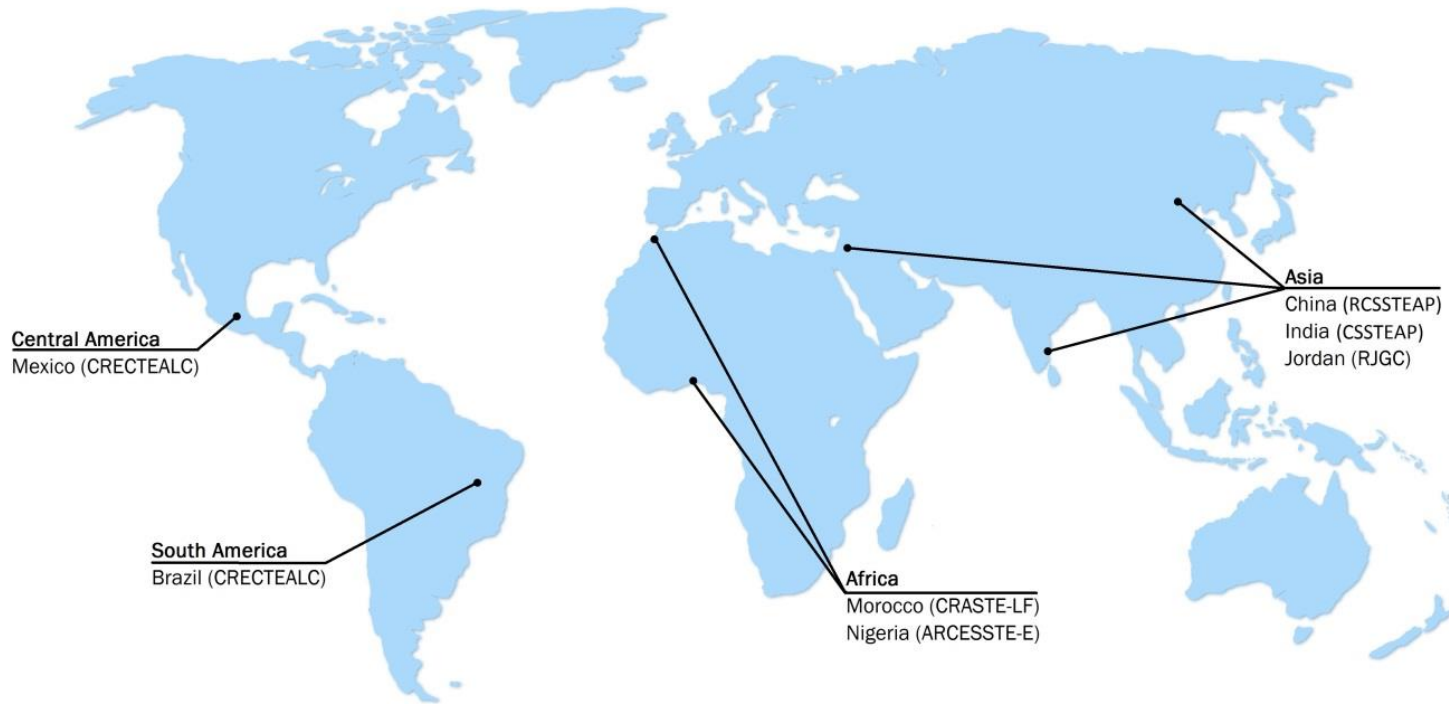 Central America
Mexico (CRECTEALC)
South America
Brazil (CRECTEALC)
Africa
Morocco (CRASTE-LF)
Nigeria (ARCESSTE-E)
Asia
China (RCSSTEAP)
India (CSSTEAP)
Jordan (RJGC)